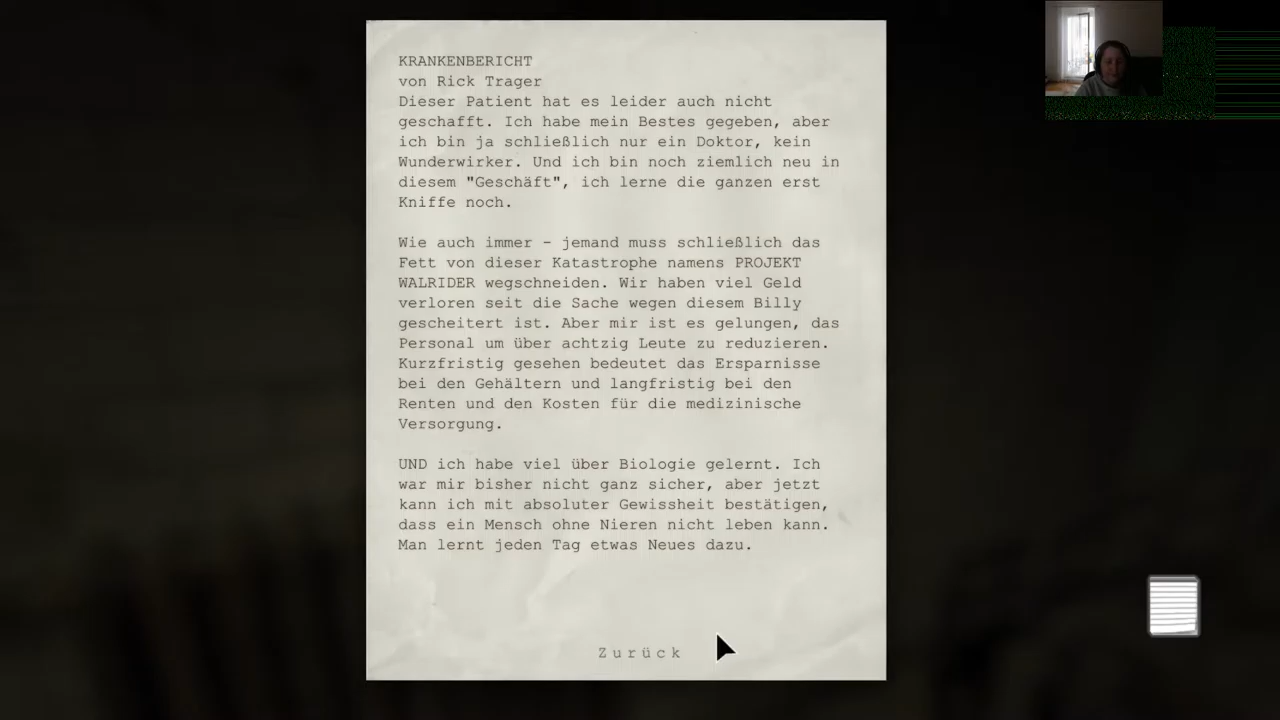 KRANKENBERICHT
von Rick Trager
Dieser Patient hat es leider auch nicht
geschafft. Ich habe mein Bestes gegeben, aber
ich bin ja schließlich nur ein Doktor, kein
Wunderwirker. Und ich bin noch ziemlich neu in
diesem "Geschäft", ich lerne die ganzen erst
Kniffe noch.
Wie auch immer - jemand muss schließlich das
Fett von dieser Katastrophe namens PROJEKT
WALRIDER wegschneiden. Wir haben viel Geld
verloren seit die Sache wegen diesem Billy
gescheitert ist. Aber mir ist es gelungen, das
Personal um über achtzig Leute zu reduzieren.
Kurzfristig gesehen bedeutet das Ersparnisse
bei den Gehältern und langfristig bei den
Renten und den Kosten für die medizinische
Versorgung.
UND ich habe viel über Biologie gelernt. Ich
war mir bisher nicht ganz sicher, aber jetzt
kann ich mit absoluter Gewissheit bestätigen,
dass ein Mensch ohne Nieren nicht leben kann.
Man lernt jeden Tag etwas Neues dazu.
Zurück